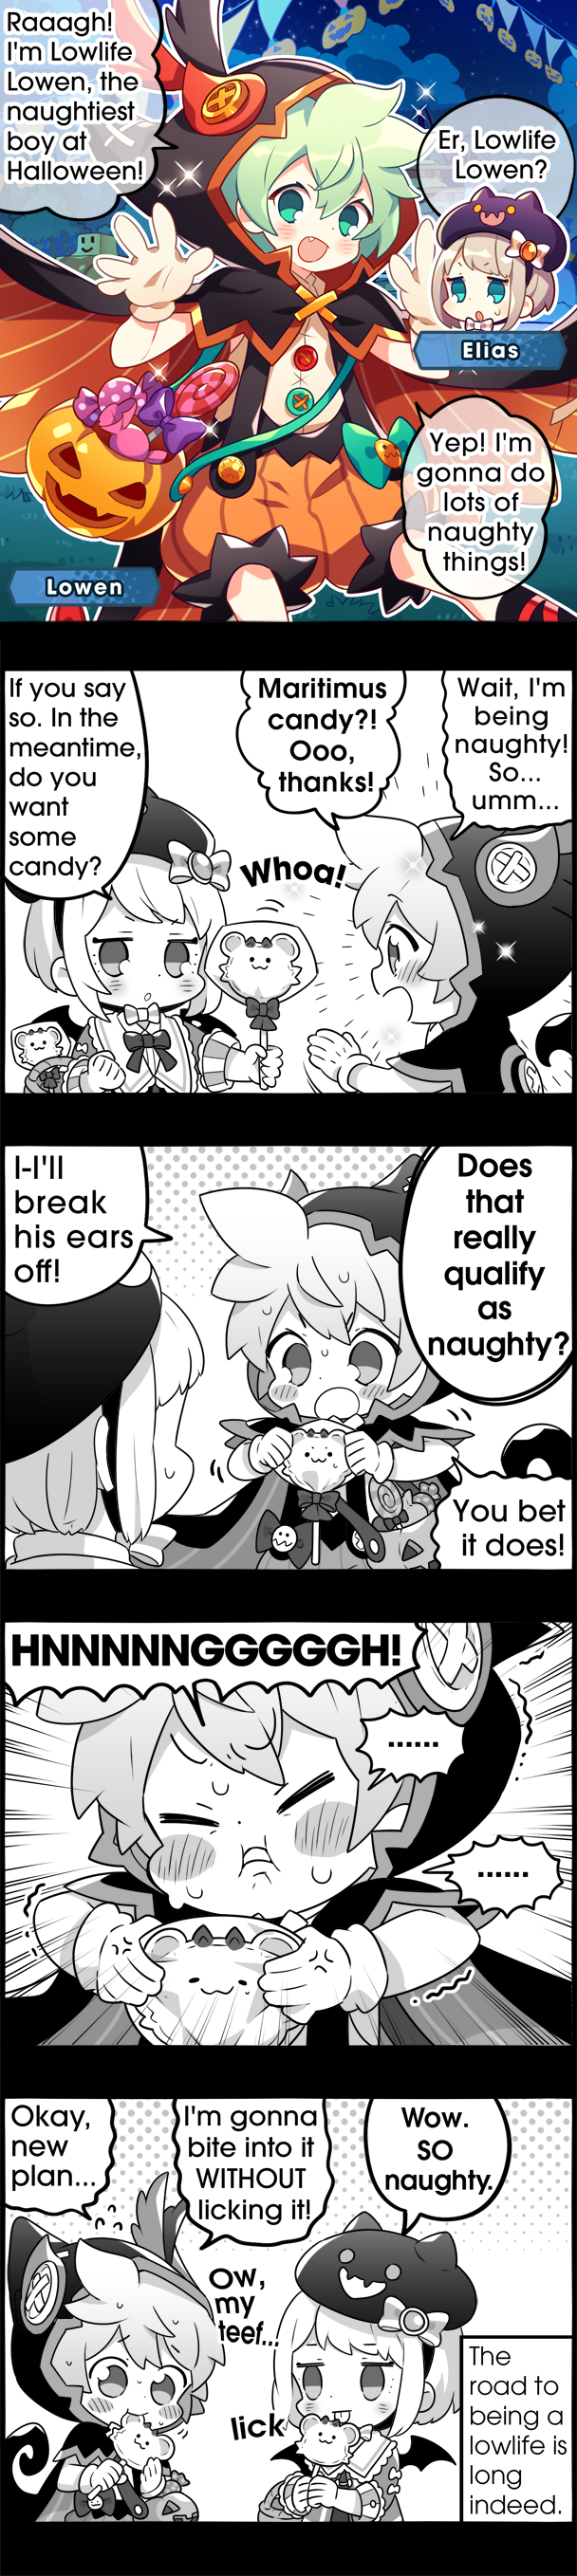 Raaagh!
I'm Lowlife
Lowen, the
naughtiest
boy at
Halloween!
Er, Lowlife
Lowen?
Elias
Yep! I'm
gonna do
lots of
naughty
things!
Lowen
If you say
so. In the
meantime,
do you
want
some
candy?
Maritimus
candy?!
Ooo,
thanks!
Wait, I'm
being
naughty!
So...
umm...
Whoa!
I-I'll
break
his ears
off!
Does
that
really
qualify
as
naughty?
You bet
it does!
HNNNNNGGGGGH!
......
......
Okay,
new
plan...
I'm gonna
bite into it
WITHOUT
licking it!
Wow.
SO
naughty.
Ow,
my
teef...
lick
The
road to
being a
lowlife is
long
indeed.